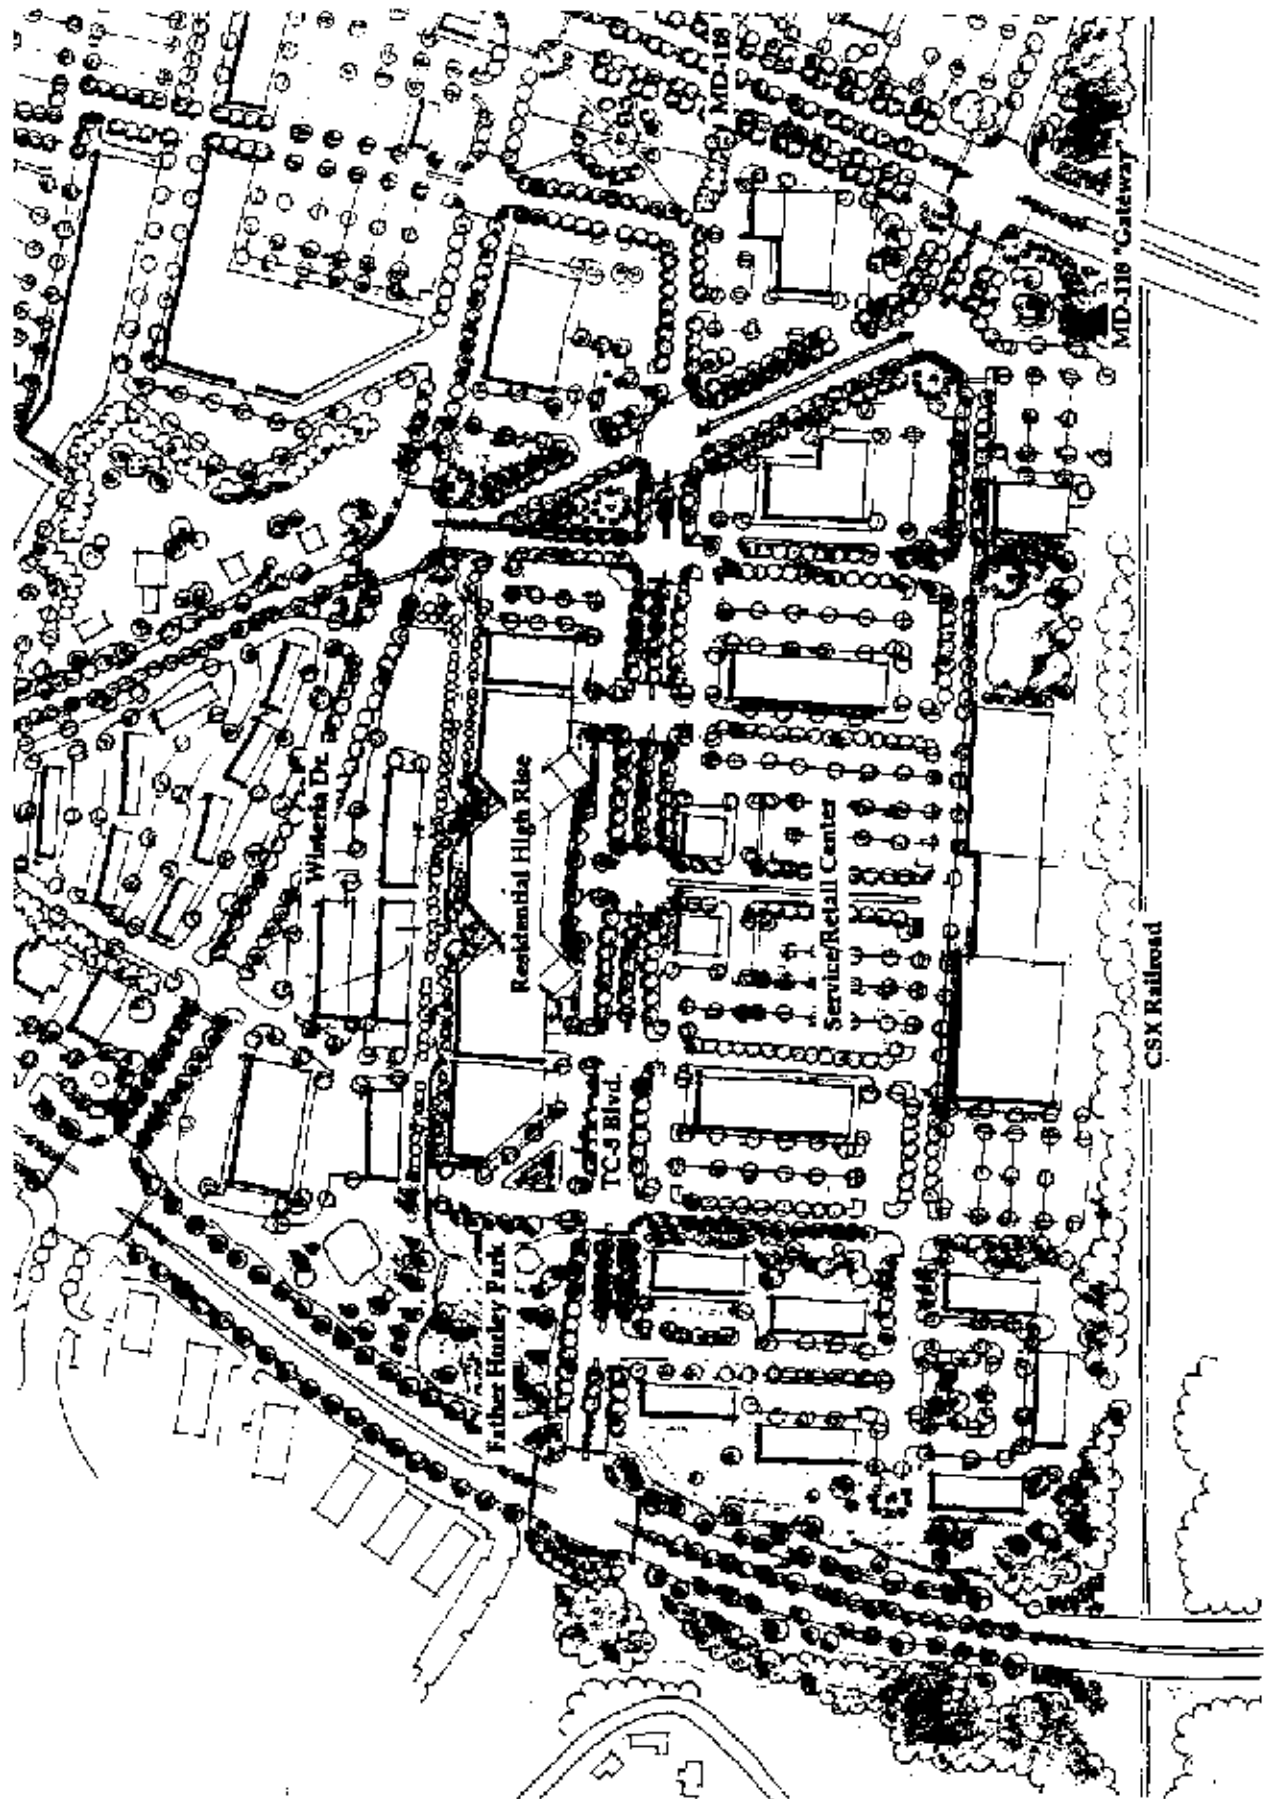 MD-118
MD-118 "Gateway"
Wisteria Dr.
Residential High Rise
Service/Retail Center
CSX Railroad
TC-5 Blvd.
Father Hurley Park